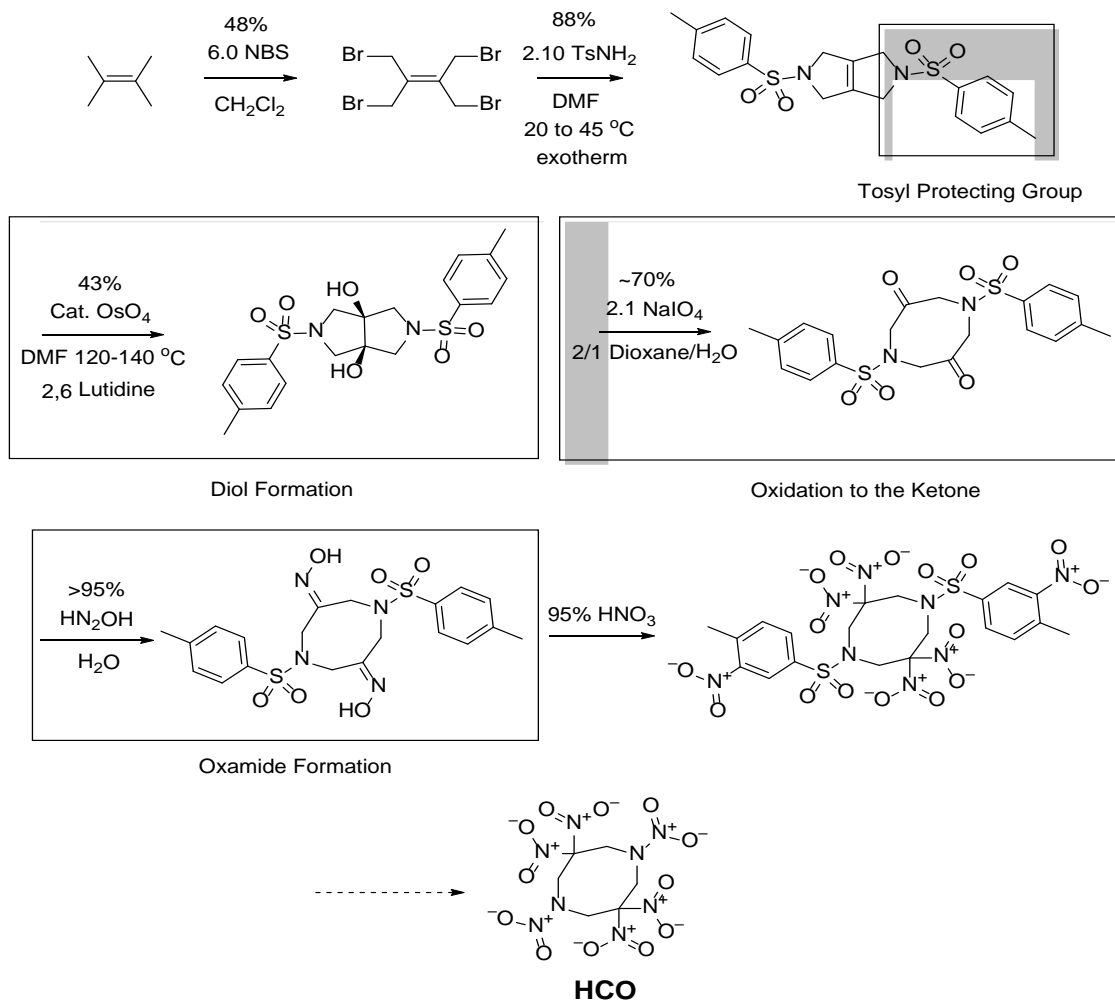 48%
6.0 NBS
CH2Cl2
Br
Br
Br
Br
88%
2.10 TsNH2
DMF
20 to 45 °C
exotherm
O
S
N
O
N
O
S
O
Tosyl Protecting Group
43%
Cat. OsO4
DMF 120-140 °C
2,6 Lutidine
O
S
O
N
HO
HO
N
O
S
O
Diol Formation
~70%
2.1 NaIO4
2/1 Dioxane/H2O
O
O
O
S
N
N
S
O
O
O
Oxidation to the Ketone
>95%
HN2OH
H2O
OH
N
O
O
S
N
N
S
O
O
N
HO
Oxamide Formation
95% HNO3
O
N+
O−
−O
N+
O
O
O
S
N
O
N+
O−
−O
N+
O
N
S
O
O
O
N+
O−
−O
N+
O
HCO
O
N+
O−
−O
N+
O
O
N+
O−
N
N
−O
N+
O
O
N+
O−
−O
N+
O